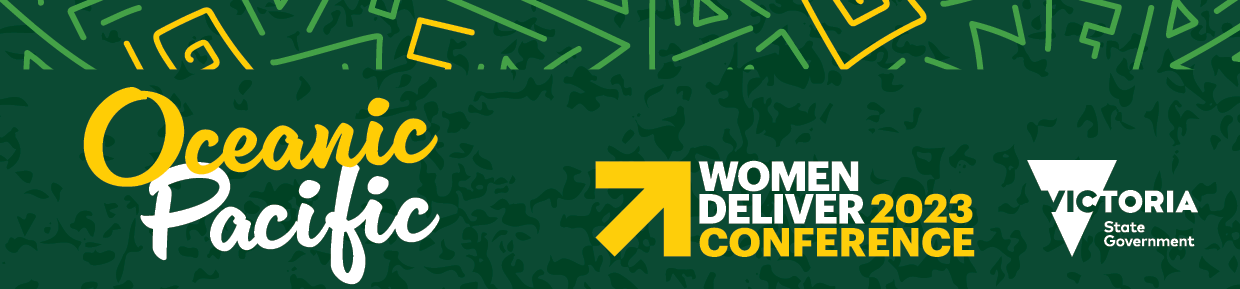 Oceanic
Pacific
WOMEN
DELIVER 2023
CONFERENCE
VICTORIA
State
Government